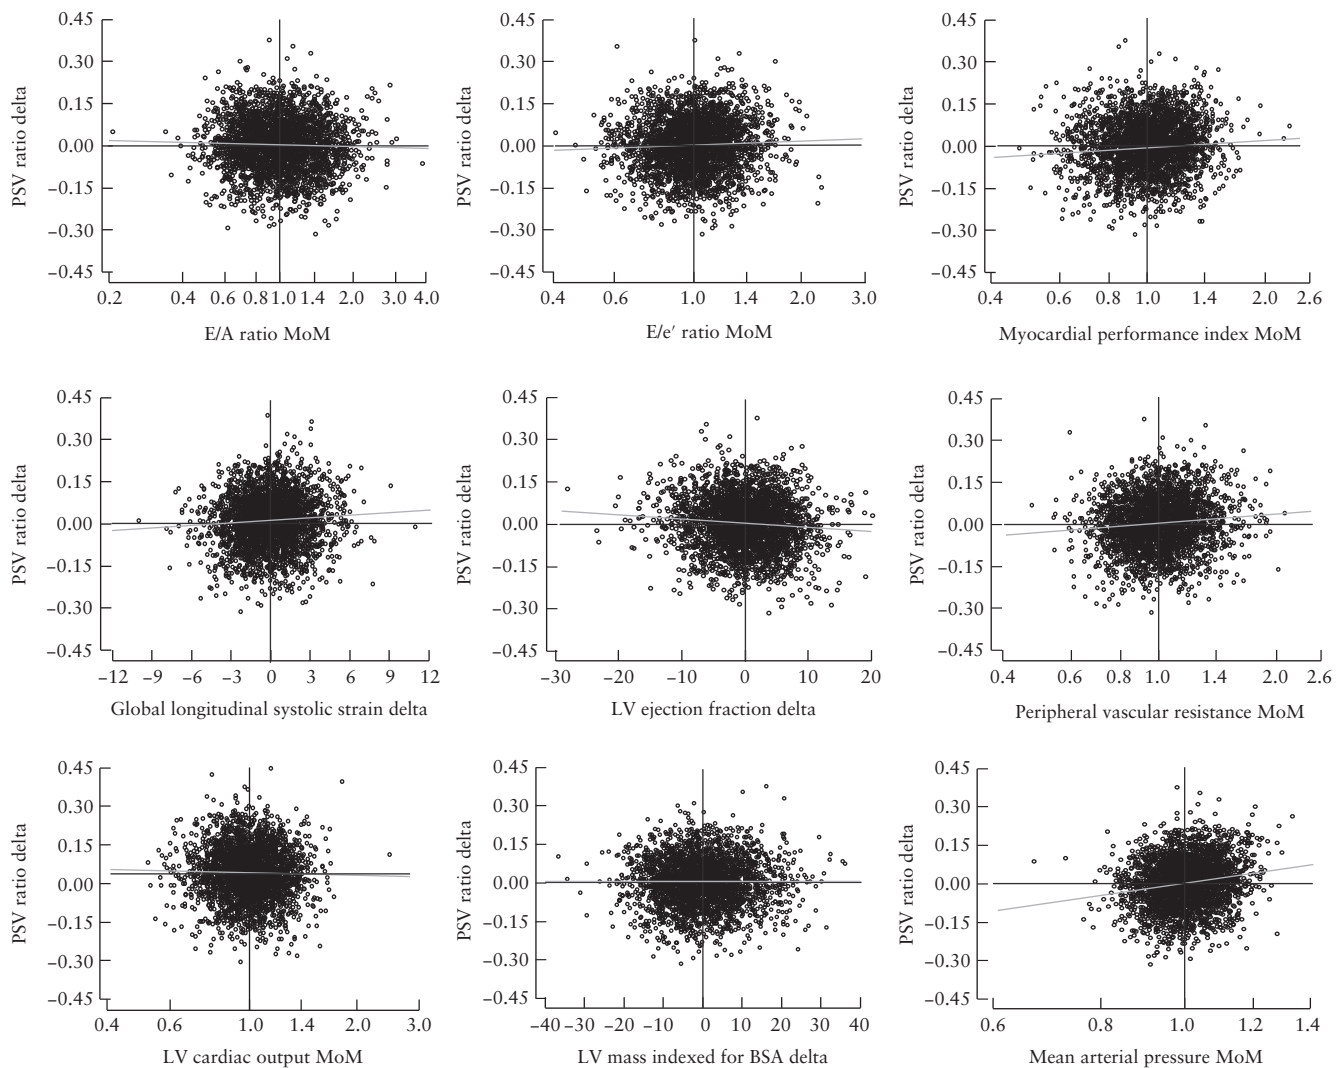 0.45 0.45 0.45
0.30 0.30 0.30
0.15 0.15 0.15
0.00 0.00 0.00
−0.15 −0.15 −0.15
−0.30 −0.30 −0.30
−0.45 −0.45 −0.45
PSV ratio delta PSV ratio delta PSV ratio delta
0.2 0.4 0.6 0.8 1.0 1.4 2.0 3.0 4.0 0.4 0.6 1.0 1.4 2.0 3.0 0.4 0.6 0.8 1.0 1.4 2.0 2.6
E/A ratio MoM E/e′ ratio MoM Myocardial performance index MoM
0.45 0.45 0.45
0.30 0.30 0.30
0.15 0.15 0.15
0.00 0.00 0.00
−0.15 −0.15 −0.15
−0.30 −0.30 −0.30
−0.45 −0.45 −0.45
PSV ratio delta PSV ratio delta PSV ratio delta
−12 −9 −6 −3 0 3 6 9 12 −30 −20 −10 0 10 20 0.4 0.6 0.8 1.0 1.4 2.0 2.6
Global longitudinal systolic strain delta LV ejection fraction delta Peripheral vascular resistance MoM
0.45 0.45 0.45
0.30 0.30 0.30
0.15 0.15 0.15
0.00 0.00 0.00
−0.15 −0.15 −0.15
−0.30 −0.30 −0.30
−0.45 −0.45 −0.45
PSV ratio delta PSV ratio delta PSV ratio delta
0.4 0.6 1.0 1.4 2.0 3.0 −40 −30 −20 −10 0 10 20 30 40 0.6 0.8 1.0 1.2 1.4
LV cardiac output MoM LV mass indexed for BSA delta Mean arterial pressure MoM